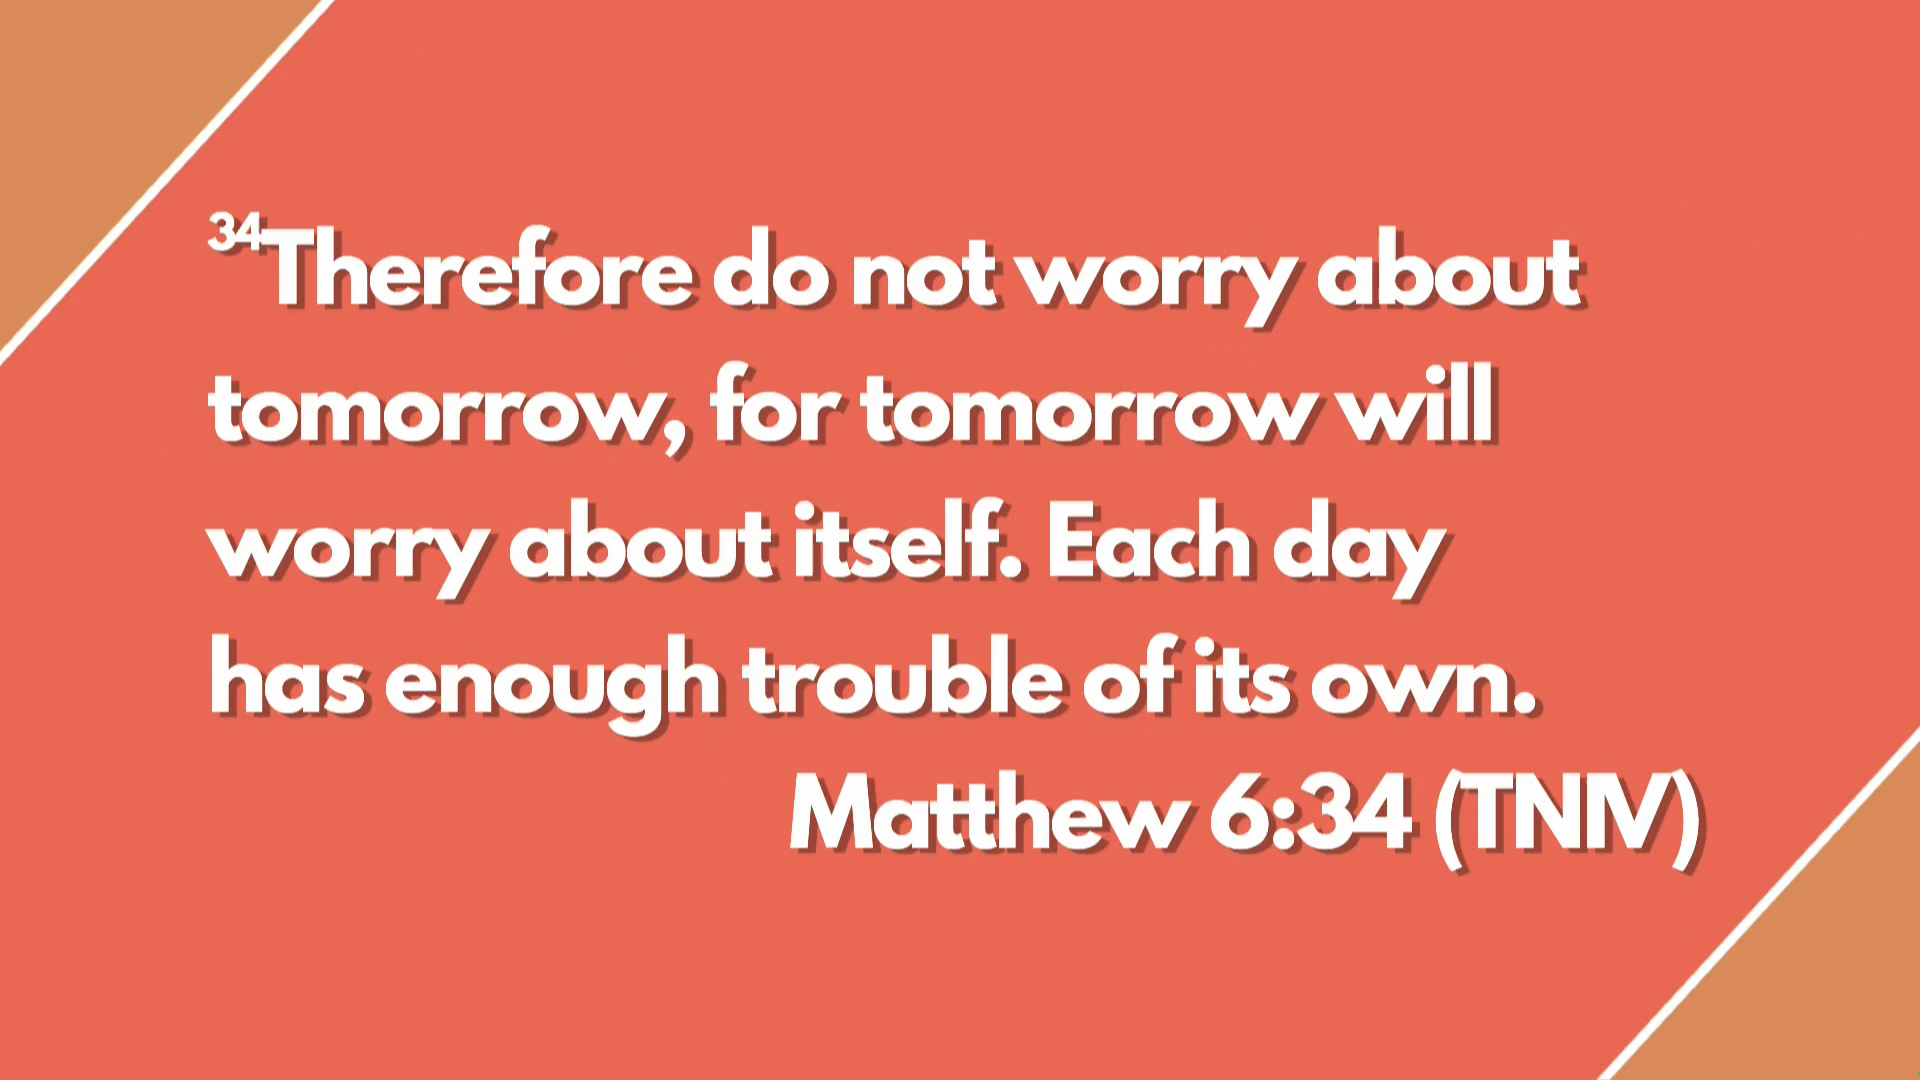 34Therefore do not worry about
tomorrow, for tomorrow will
worry about itself. Each day
has enough trouble of its own.
Matthew 6:34 (TNIV)